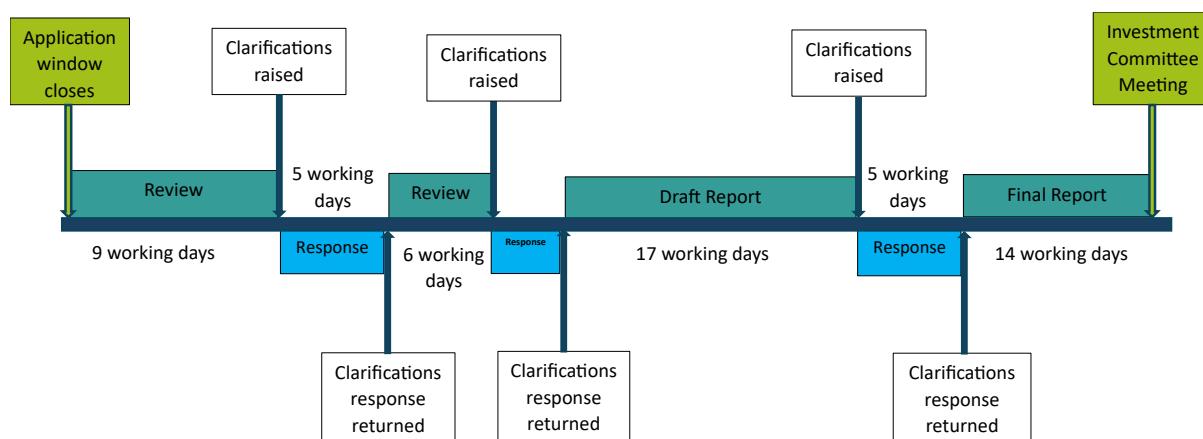 Application
window
closes
Clarifications
raised
Clarifications
raised
Clarifications
raised
Investment
Committee
Meeting
Review
5 working
days
Review
Draft Report
5 working
days
Final Report
9 working days
Response
6 working
days
Response
17 working days
Response
14 working days
Clarifications
response
returned
Clarifications
response
returned
Clarifications
response
returned